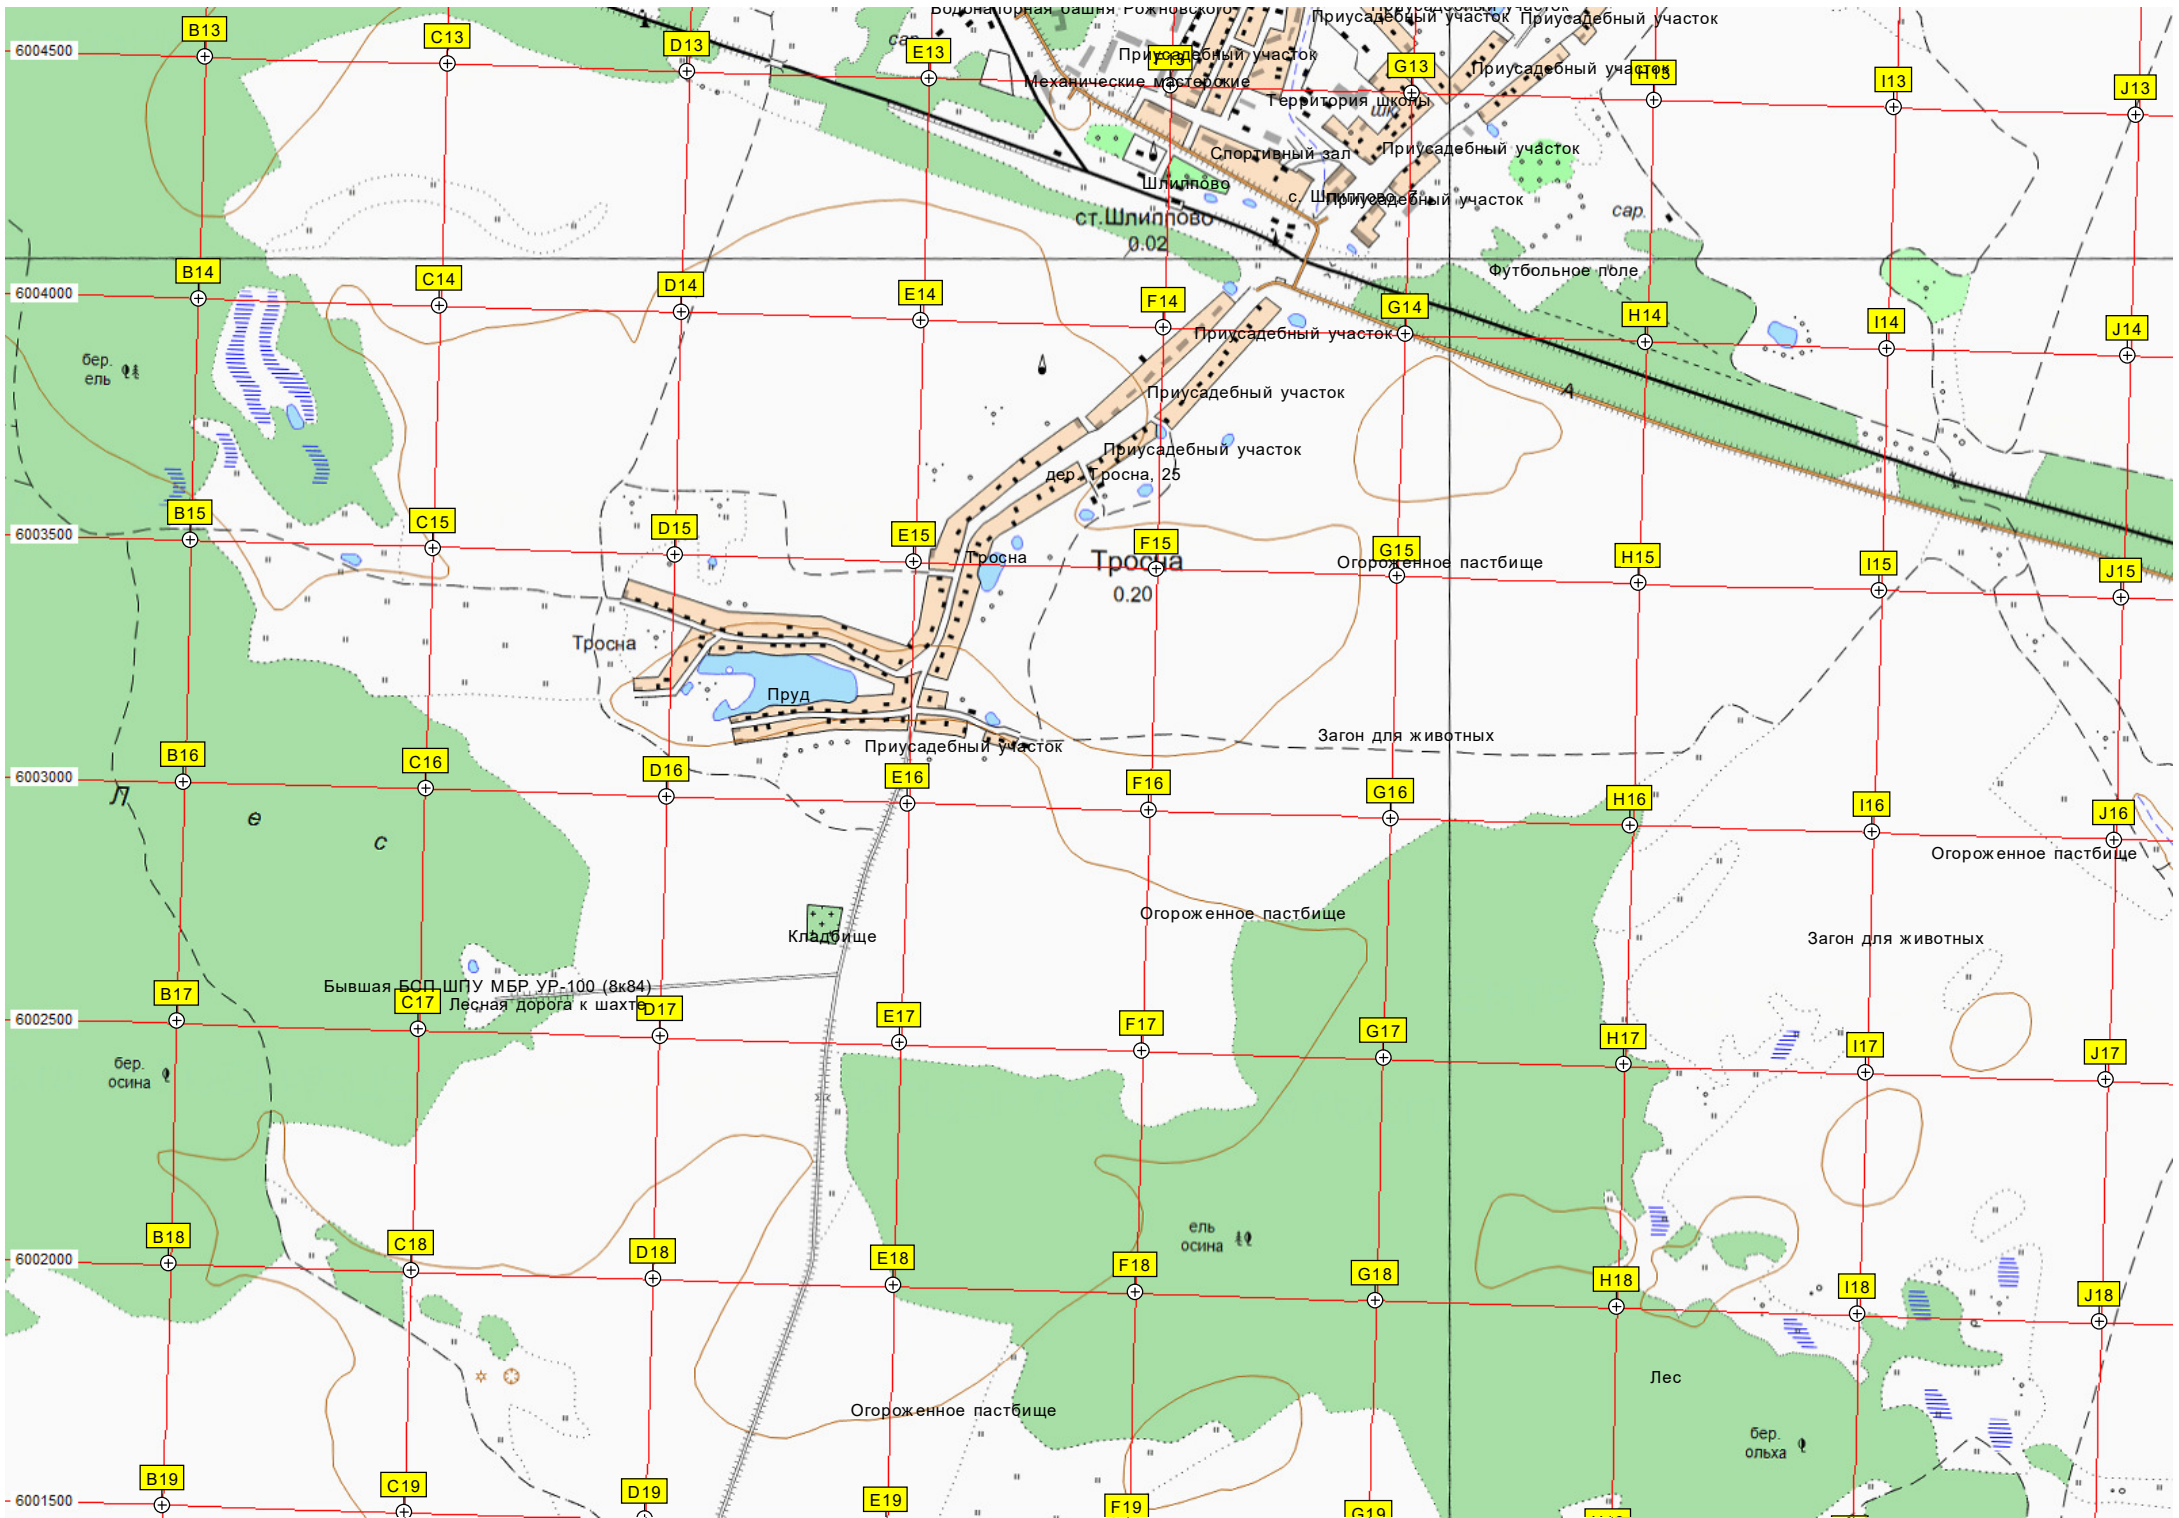 Водонапорная башня Рожновского
Приусадебный участок
Приусадебный участок
B13
C13
D13
сар.
E13
Приусадебный участок
F13
G13
Приусадебный участок
H13
I13
J13
6004500
Механические мастерские
Территория школы
шк.
Спортивный зал
Приусадебный участок
Шлиппово
с. Шлиппово, 7
Приусадебный участок
ст.Шлиппово
0.02
сар.
Футбольное поле
B14
C14
D14
E14
F14
G14
H14
I14
J14
6004000
Приусадебный участок
бер.
ель
Приусадебный участок
А
Приусадебный участок
дер. Тросна, 25
B15
C15
D15
E15
F15
G15
H15
I15
J15
6003500
Тросна
Тросна
0.20
Огороженное пастбище
Тросна
Пруд
Приусадебный участок
Загон для животных
B16
C16
D16
E16
F16
G16
H16
I16
J16
6003000
Л е с
Огороженное пастбище
Огороженное пастбище
Кладбище
Загон для животных
Бывшая БСП ШПУ МБР УР-100 (8к84)
Лесная дорога к шахте
B17
C17
D17
E17
F17
G17
H17
I17
J17
6002500
бер.
осина
ель
осина
B18
C18
D18
E18
F18
G18
H18
I18
J18
6002000
Лес
Огороженное пастбище
бер.
ольха
B19
C19
D19
E19
F19
G19
6001500